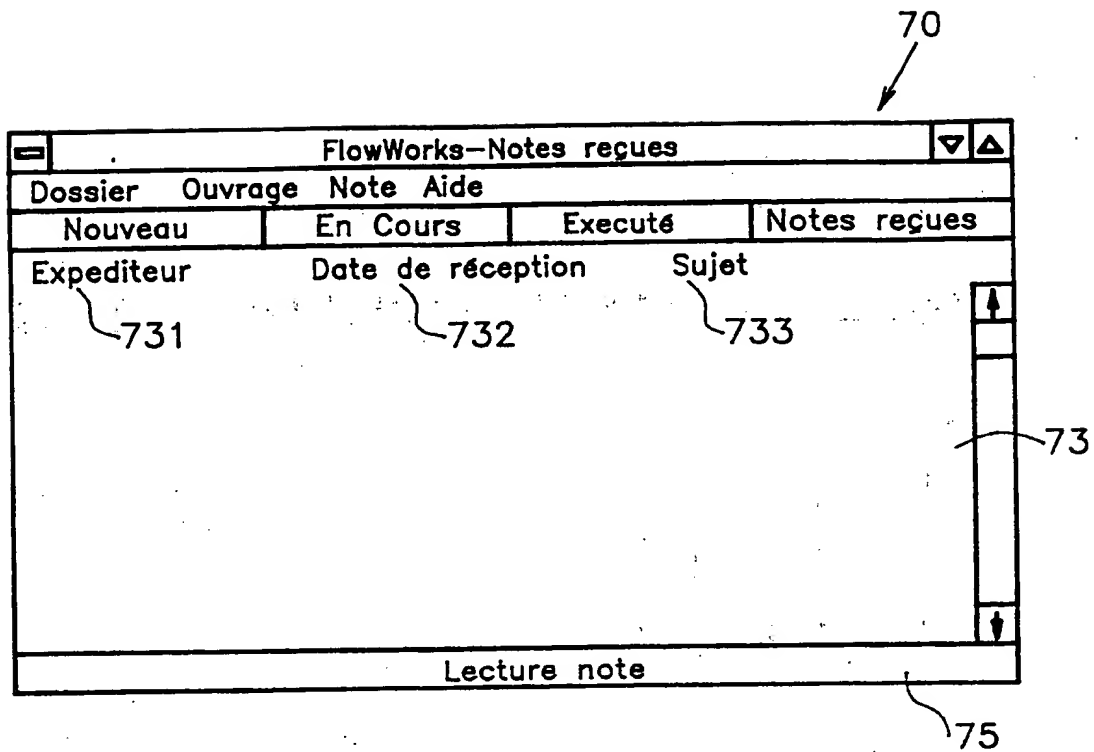 70
FlowWorks–Notes reçues
Dossier Ouvrage Note Aide
Nouveau En Cours Executé Notes reçues
Expediteur Date de réception Sujet
731 732 733
73
Lecture note
75